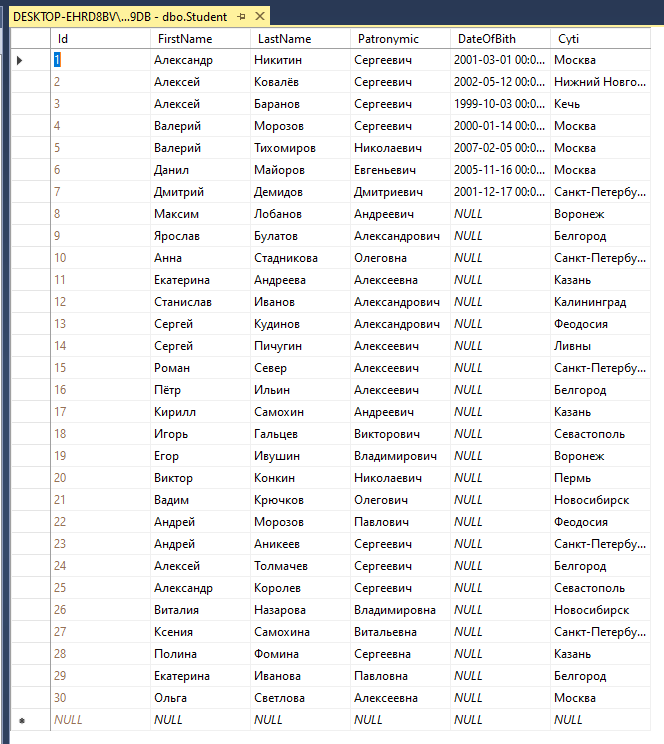 DESKTOP-EHRD8BV\...9DB - dbo.Student
Id FirstName LastName Patronymic DateOfBith Cyti
1 Александр Никитин Сергеевич 2001-03-01 00:0... Москва
2 Алексей Ковалёв Сергеевич 2002-05-12 00:0... Нижний Новго...
3 Алексей Баранов Сергеевич 1999-10-03 00:0... Кечь
4 Валерий Морозов Сергеевич 2000-01-14 00:0... Москва
5 Валерий Тихомиров Николаевич 2007-02-05 00:0... Москва
6 Данил Майоров Евгеньевич 2005-11-16 00:0... Москва
7 Дмитрий Демидов Дмитриевич 2001-12-17 00:0... Санкт-Петербу...
8 Максим Лобанов Андреевич NULL Воронеж
9 Ярослав Булатов Александрович NULL Белгород
10 Анна Стадникова Олеговна NULL Санкт-Петербу...
11 Екатерина Андреева Алексеевна NULL Казань
12 Станислав Иванов Александрович NULL Калининград
13 Сергей Кудинов Александрович NULL Феодосия
14 Сергей Пичугин Алексеевич NULL Ливны
15 Роман Север Алексеевич NULL Санкт-Петербу...
16 Пётр Ильин Алексеевич NULL Белгород
17 Кирилл Самохин Андреевич NULL Казань
18 Игорь Гальцев Викторович NULL Севастополь
19 Егор Ивушин Владимирович NULL Воронеж
20 Виктор Конкин Николаевич NULL Пермь
21 Вадим Крючков Олегович NULL Новосибирск
22 Андрей Морозов Павлович NULL Феодосия
23 Андрей Аникеев Сергеевич NULL Санкт-Петербу...
24 Алексей Толмачев Сергеевич NULL Белгород
25 Александр Королев Сергеевич NULL Севастополь
26 Виталия Назарова Владимировна NULL Новосибирск
27 Ксения Самохина Витальевна NULL Санкт-Петербу...
28 Полина Фомина Сергеевна NULL Казань
29 Екатерина Иванова Павловна NULL Белгород
30 Ольга Светлова Алексеевна NULL Москва
NULL NULL NULL NULL NULL NULL